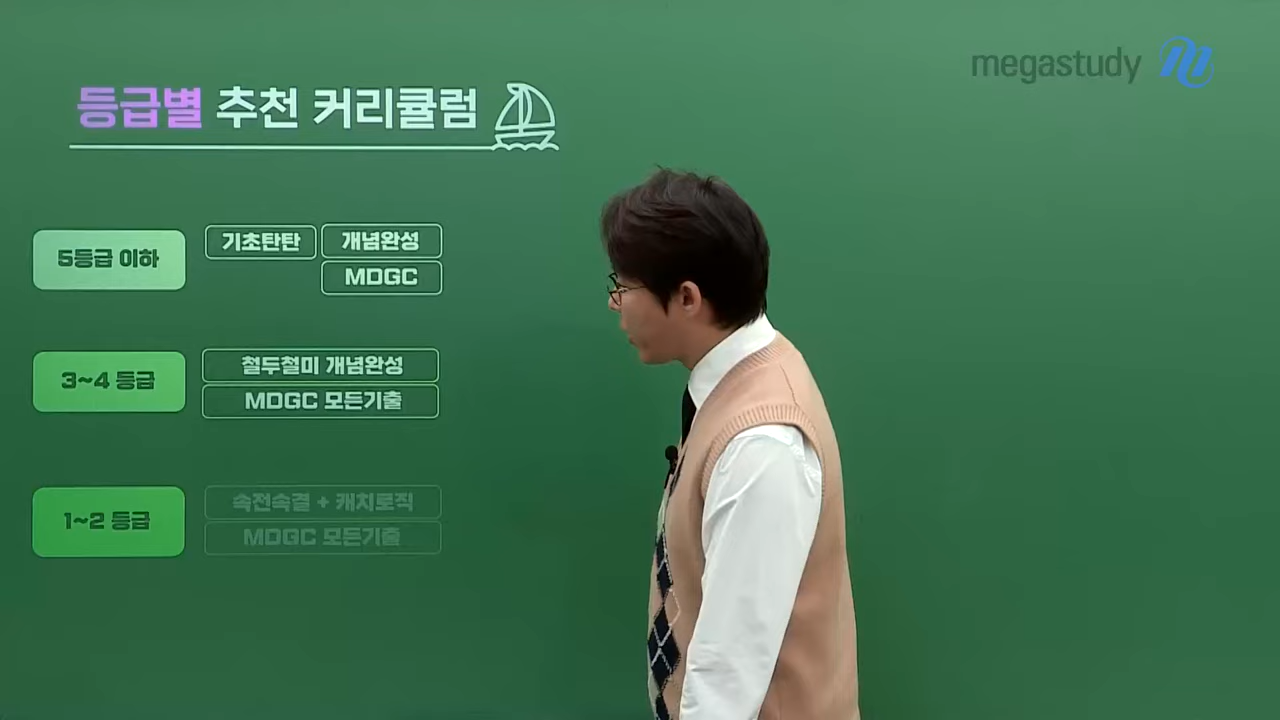 megastudy
등급별 추천 커리큘럼
5등급 이하
기초탄탄
개념완성
MDGC
3~4 등급
철두철미 개념완성
MDGC 모든기출
1~2 등급
속전속결 + 캐치로직
MDGC 모든기출